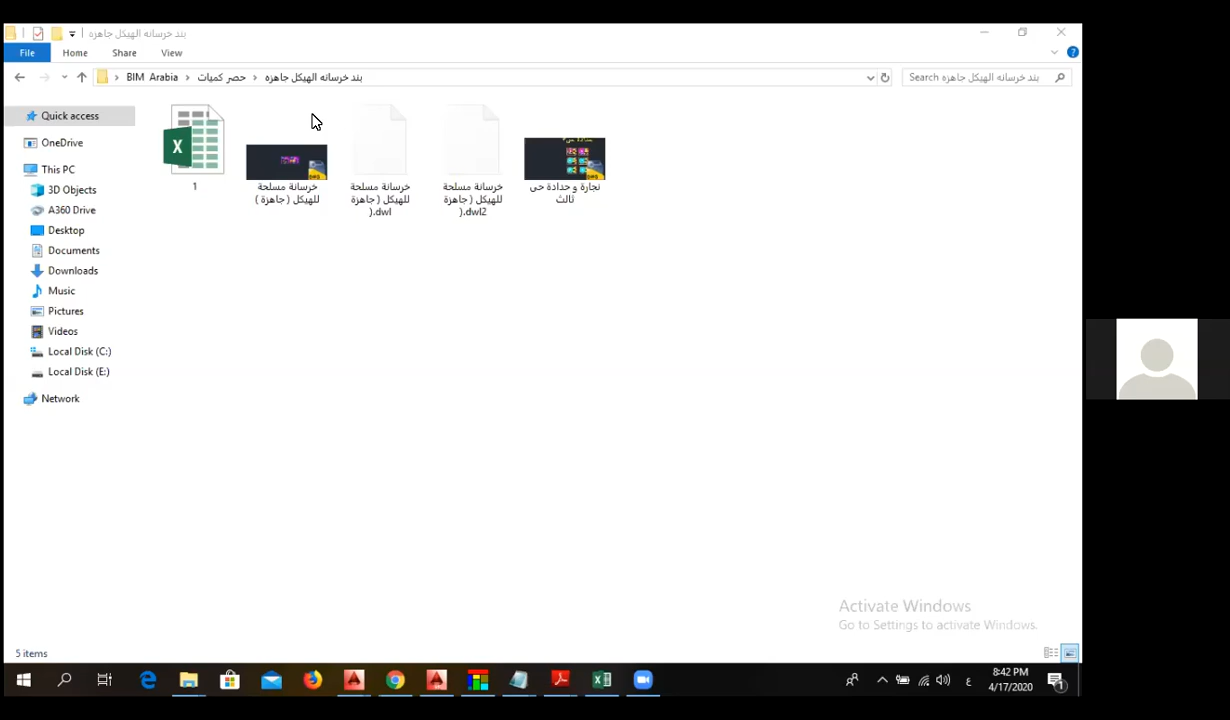 بند خرسانه الهيكل جاهزه
File Home Share View
BIM Arabia › حصر كميات › بند خرسانه الهيكل جاهزه
Search بند خرسانه الهيكل جاهزه
Quick access
OneDrive
This PC
3D Objects
A360 Drive
Desktop
Documents
Downloads
Music
Pictures
Videos
Local Disk (C:)
Local Disk (E:)
Network
1
خرسانة مسلحة
للهيكل ( جاهزة )
خرسانة مسلحة
للهيكل ( جاهزة
).dwl
خرسانة مسلحة
للهيكل ( جاهزة
).dwl2
نجارة و حدادة حى
ثالث
Activate Windows
Go to Settings to activate Windows.
5 items
ع
8:42 PM
4/17/2020
1